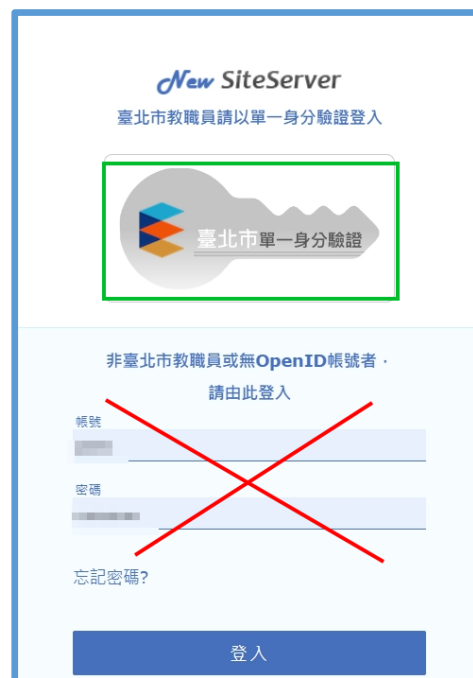 New SiteServer
臺北市教職員請以單一身分驗證登入
臺北市單一身分驗證
非臺北市教職員或無OpenID帳號者，
請由此登入
帳號
密碼
忘記密碼?
登入